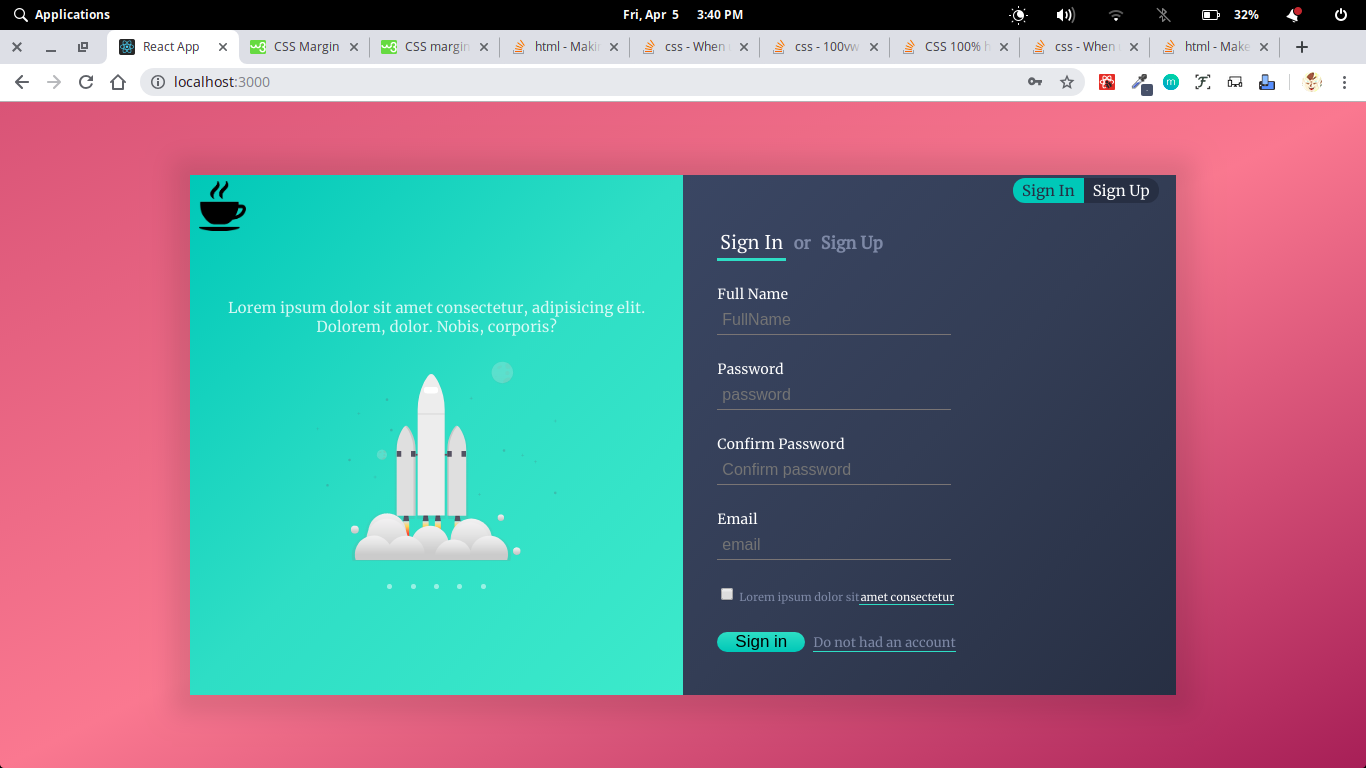 Applications Fri, Apr 5 3:40 PM 32%
React App CSS Margin CSS margin html - Makin css - When css - 100vw CSS 100% h css - When html - Make
localhost:3000
Sign In Sign Up
Sign In or Sign Up
Full Name
FullName
Lorem ipsum dolor sit amet consectetur, adipisicing elit.
Dolorem, dolor. Nobis, corporis?
Password
password
Confirm Password
Confirm password
Email
email
Lorem ipsum dolor sit amet consectetur
Sign in Do not had an account